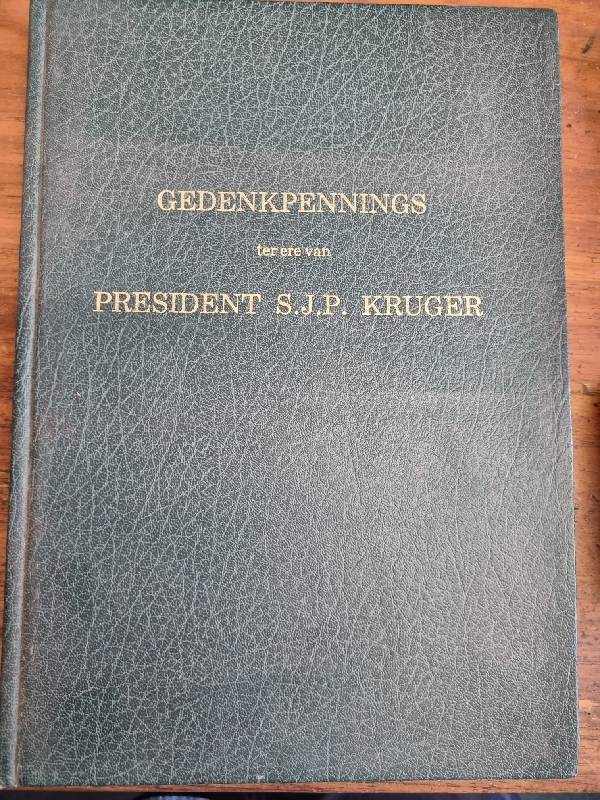 GEDENKPENNINGS
ter ere van
PRESIDENT S.J.P. KRUGER